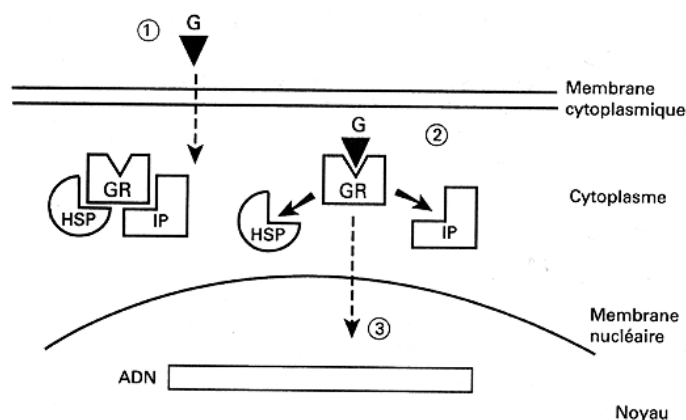 ① G
Membrane
cytoplasmique
G
②
GR
HSP
IP
GR
HSP
IP
Cytoplasme
Membrane
nucléaire
③
ADN
Noyau